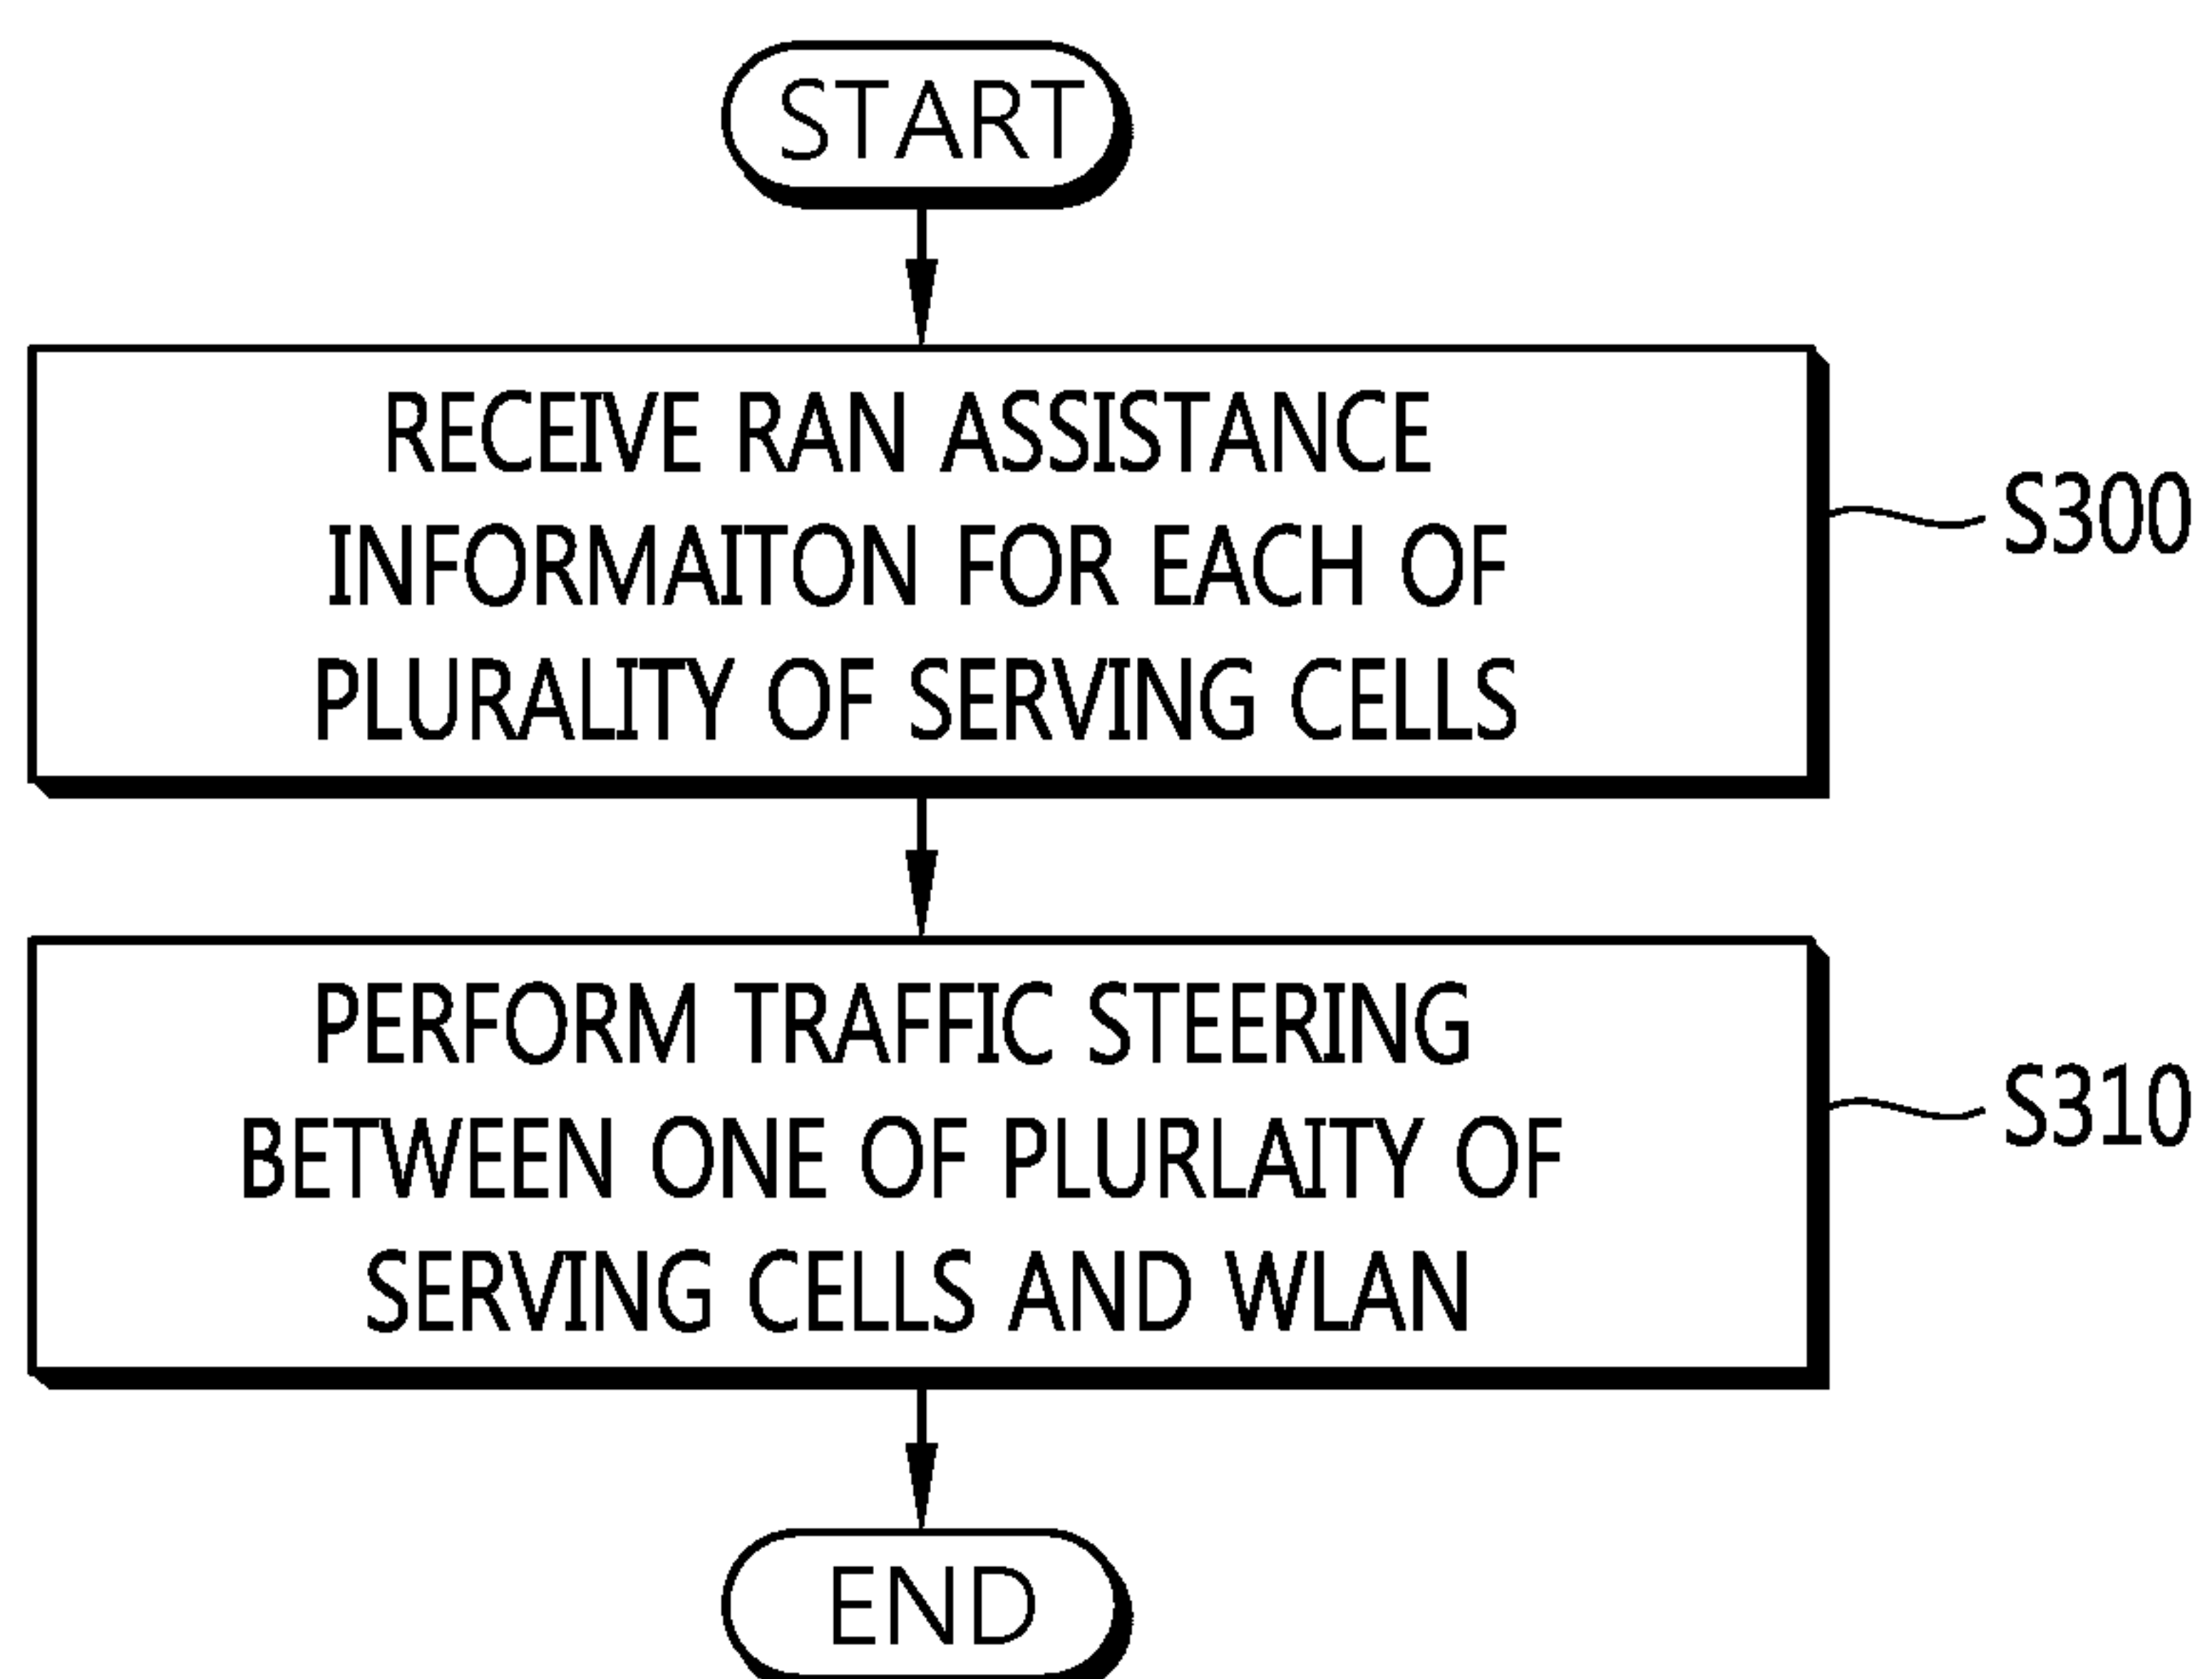 START
RECEIVE RAN ASSISTANCE
INFORMAITON FOR EACH OF
PLURALITY OF SERVING CELLS
S300
PERFORM TRAFFIC STEERING
BETWEEN ONE OF PLURLAITY OF
SERVING CELLS AND WLAN
S310
END